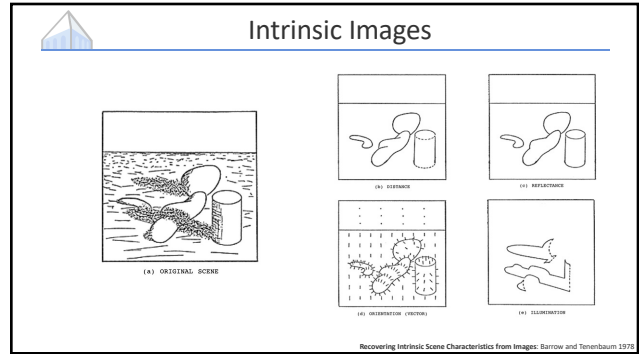 Intrinsic Images
(a) ORIGINAL SCENE
(b) DISTANCE
(c) REFLECTANCE
(d) ORIENTATION (VECTOR)
(e) ILLUMINATION
Recovering Intrinsic Scene Characteristics from Images: Barrow and Tenenbaum 1978